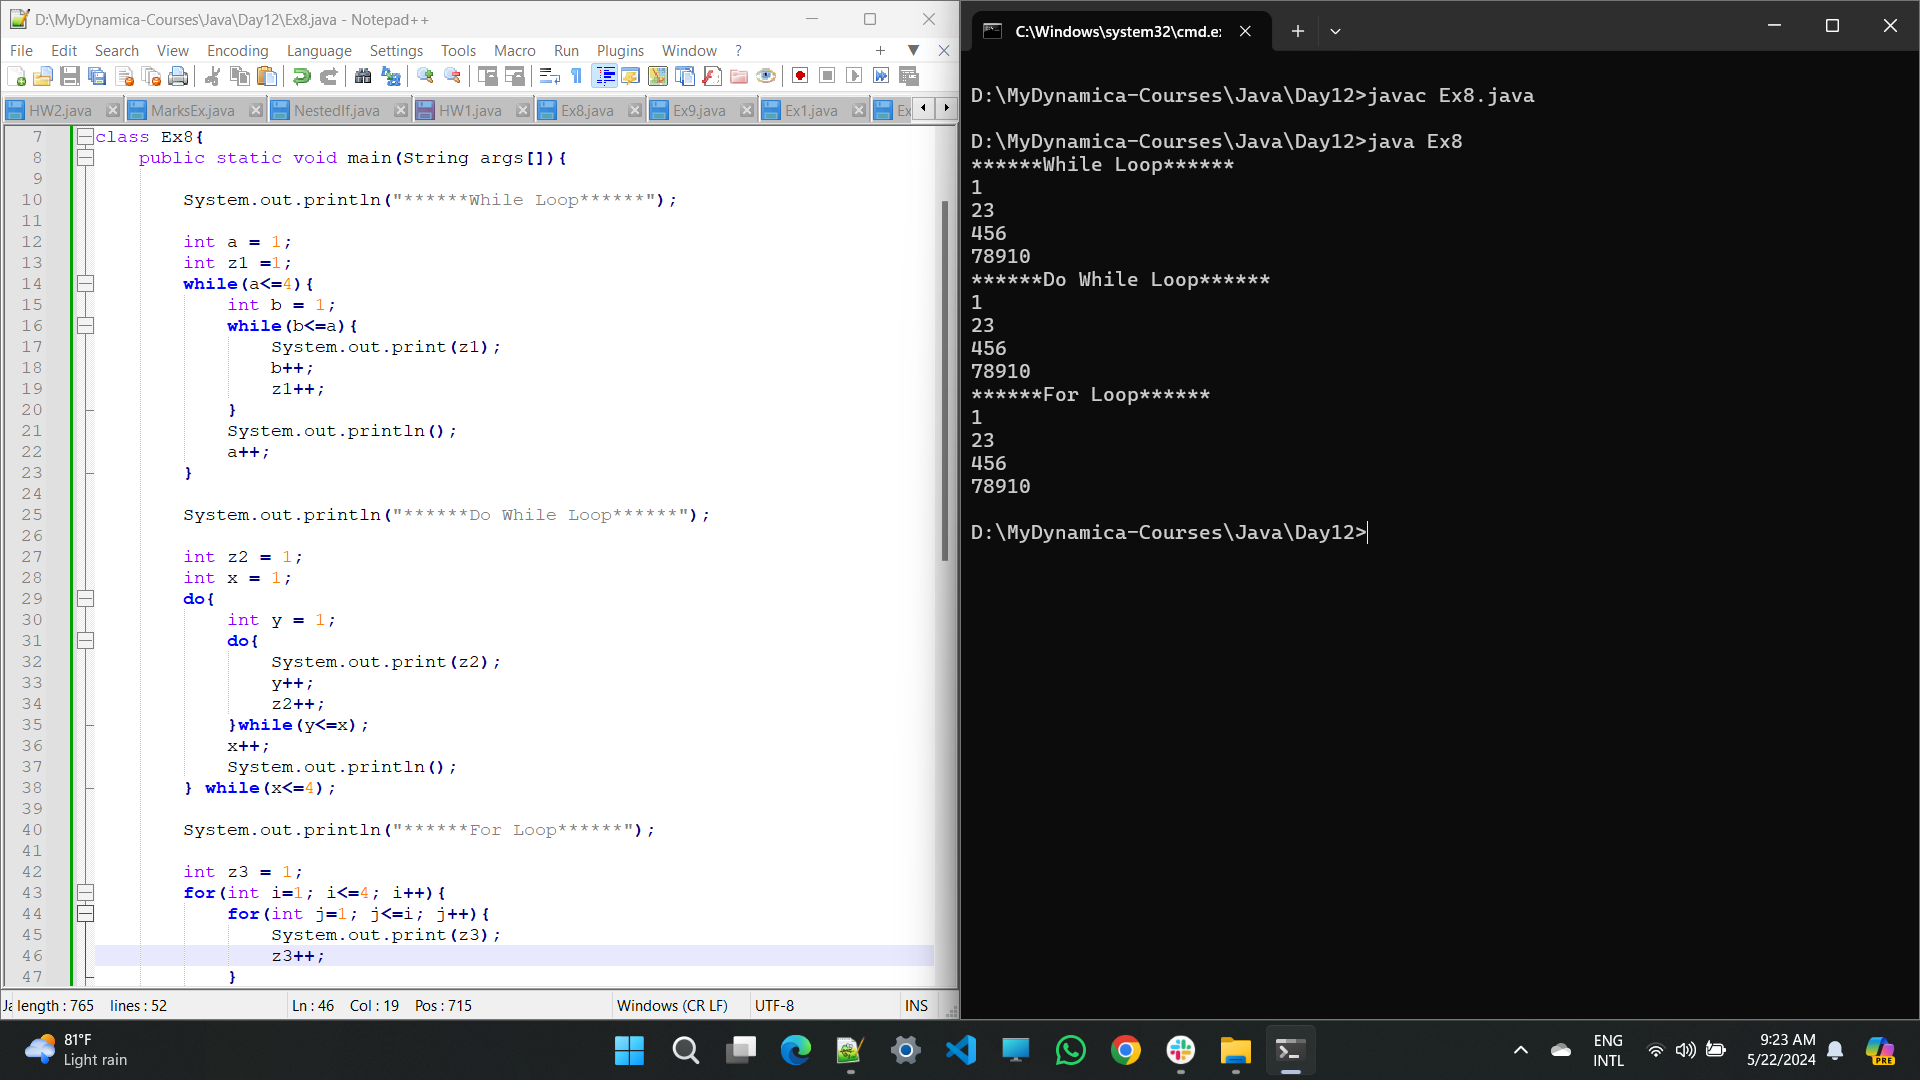 D:\MyDynamica-Courses\Java\Day12\Ex8.java - Notepad++
File Edit Search View Encoding Language Settings Tools Macro Run Plugins Window ?
HW2.java MarksEx.java NestedIf.java HW1.java Ex8.java Ex9.java Ex1.java Ex
7 class Ex8{
8 public static void main(String args[]){
9
10 System.out.println("******While Loop******");
11
12 int a = 1;
13 int z1 =1;
14 while(a<=4){
15 int b = 1;
16 while(b<=a){
17 System.out.print(z1);
18 b++;
19 z1++;
20 }
21 System.out.println();
22 a++;
23 }
24
25 System.out.println("******Do While Loop******");
26
27 int z2 = 1;
28 int x = 1;
29 do{
30 int y = 1;
31 do{
32 System.out.print(z2);
33 y++;
34 z2++;
35 }while(y<=x);
36 x++;
37 System.out.println();
38 } while(x<=4);
39
40 System.out.println("******For Loop******");
41
42 int z3 = 1;
43 for(int i=1; i<=4; i++){
44 for(int j=1; j<=i; j++){
45 System.out.print(z3);
46 z3++;
47 }
Ja length : 765 lines : 52 Ln : 46 Col : 19 Pos : 715 Windows (CR LF) UTF-8 INS
C:\Windows\system32\cmd.e
D:\MyDynamica-Courses\Java\Day12>javac Ex8.java
D:\MyDynamica-Courses\Java\Day12>java Ex8
******While Loop******
1
23
456
78910
******Do While Loop******
1
23
456
78910
******For Loop******
1
23
456
78910
D:\MyDynamica-Courses\Java\Day12>
81°F
Light rain
ENG
INTL
9:23 AM
5/22/2024
PRE